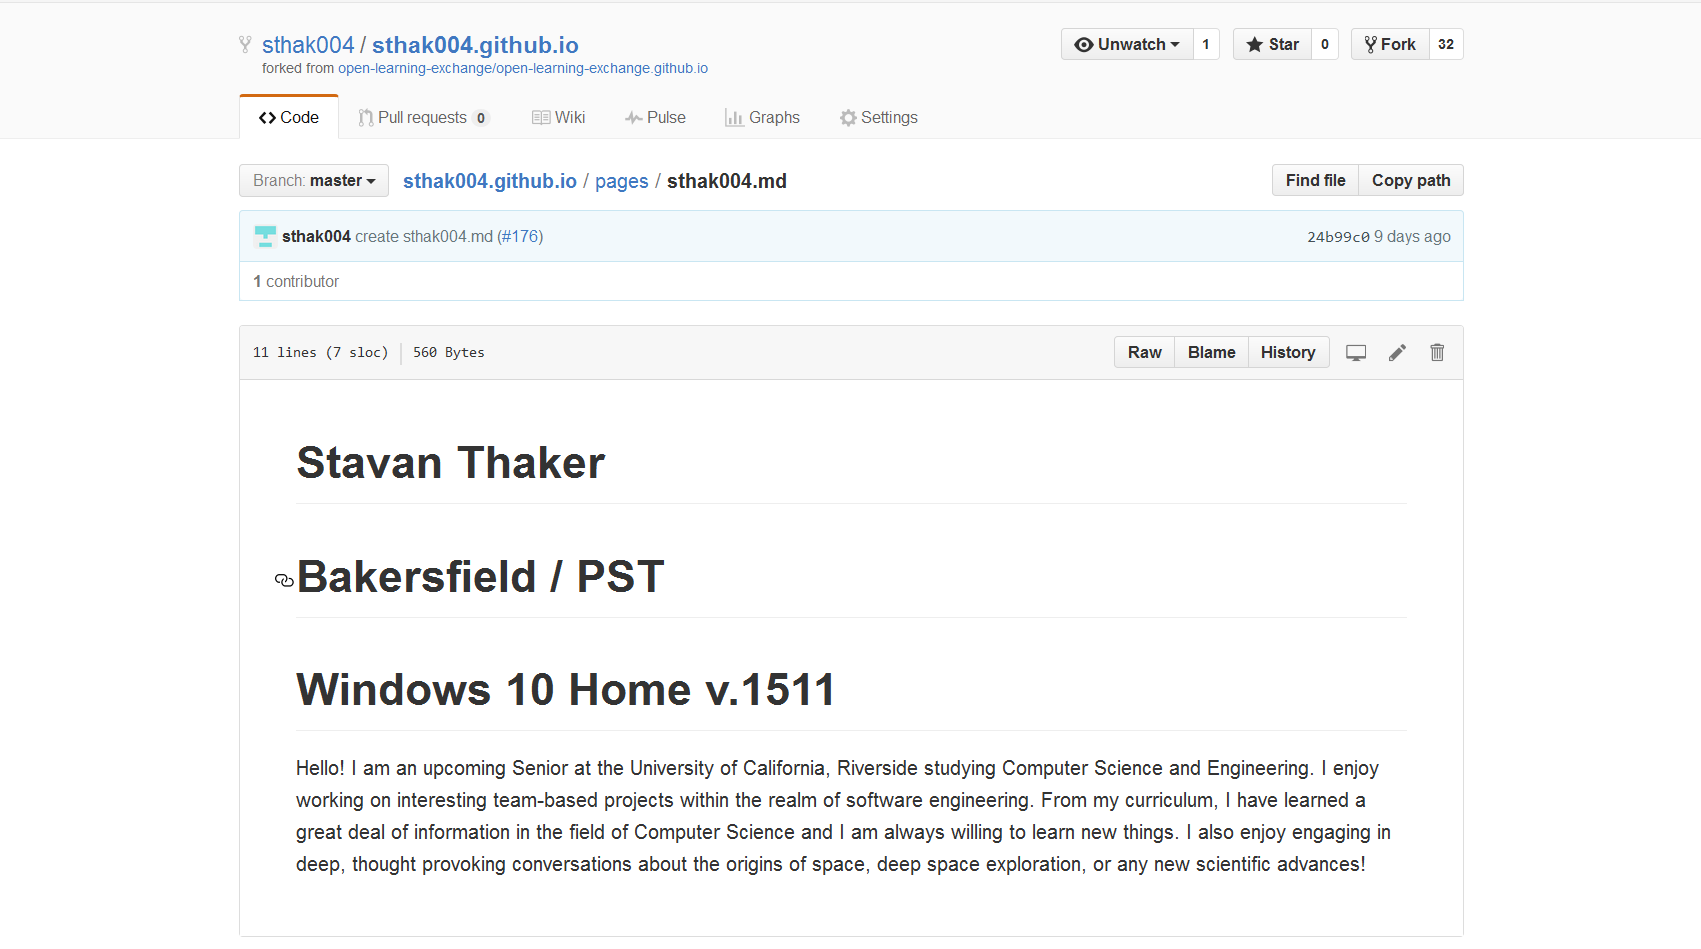 sthak004 / sthak004.github.io
Unwatch 1 Star 0 Fork 32
forked from open-learning-exchange/open-learning-exchange.github.io
Code Pull requests 0 Wiki Pulse Graphs Settings
Branch: master sthak004.github.io / pages / sthak004.md Find file Copy path
sthak004 create sthak004.md (#176) 24b99c0 9 days ago
1 contributor
11 lines (7 sloc) 560 Bytes Raw Blame History
Stavan Thaker
Bakersfield / PST
Windows 10 Home v.1511
Hello! I am an upcoming Senior at the University of California, Riverside studying Computer Science and Engineering. I enjoy
working on interesting team-based projects within the realm of software engineering. From my curriculum, I have learned a
great deal of information in the field of Computer Science and I am always willing to learn new things. I also enjoy engaging in
deep, thought provoking conversations about the origins of space, deep space exploration, or any new scientific advances!